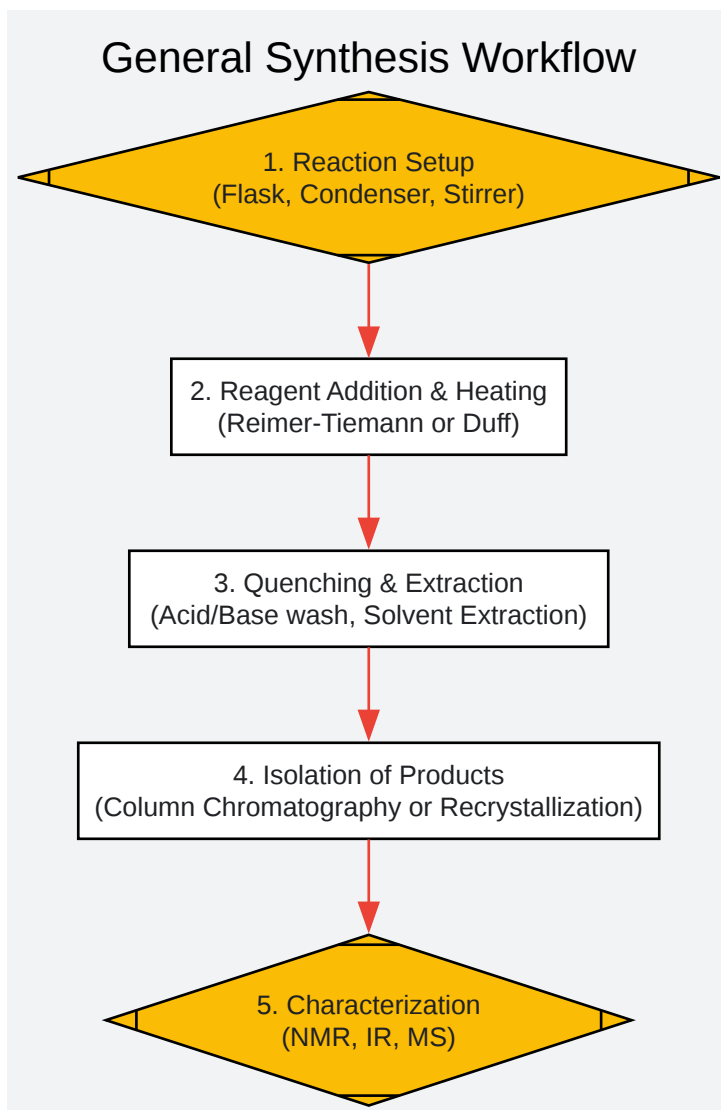 General Synthesis Workflow
1. Reaction Setup
(Flask, Condenser, Stirrer)
2. Reagent Addition & Heating
(Reimer-Tiemann or Duff)
3. Quenching & Extraction
(Acid/Base wash, Solvent Extraction)
4. Isolation of Products
(Column Chromatography or Recrystallization)
5. Characterization
(NMR, IR, MS)